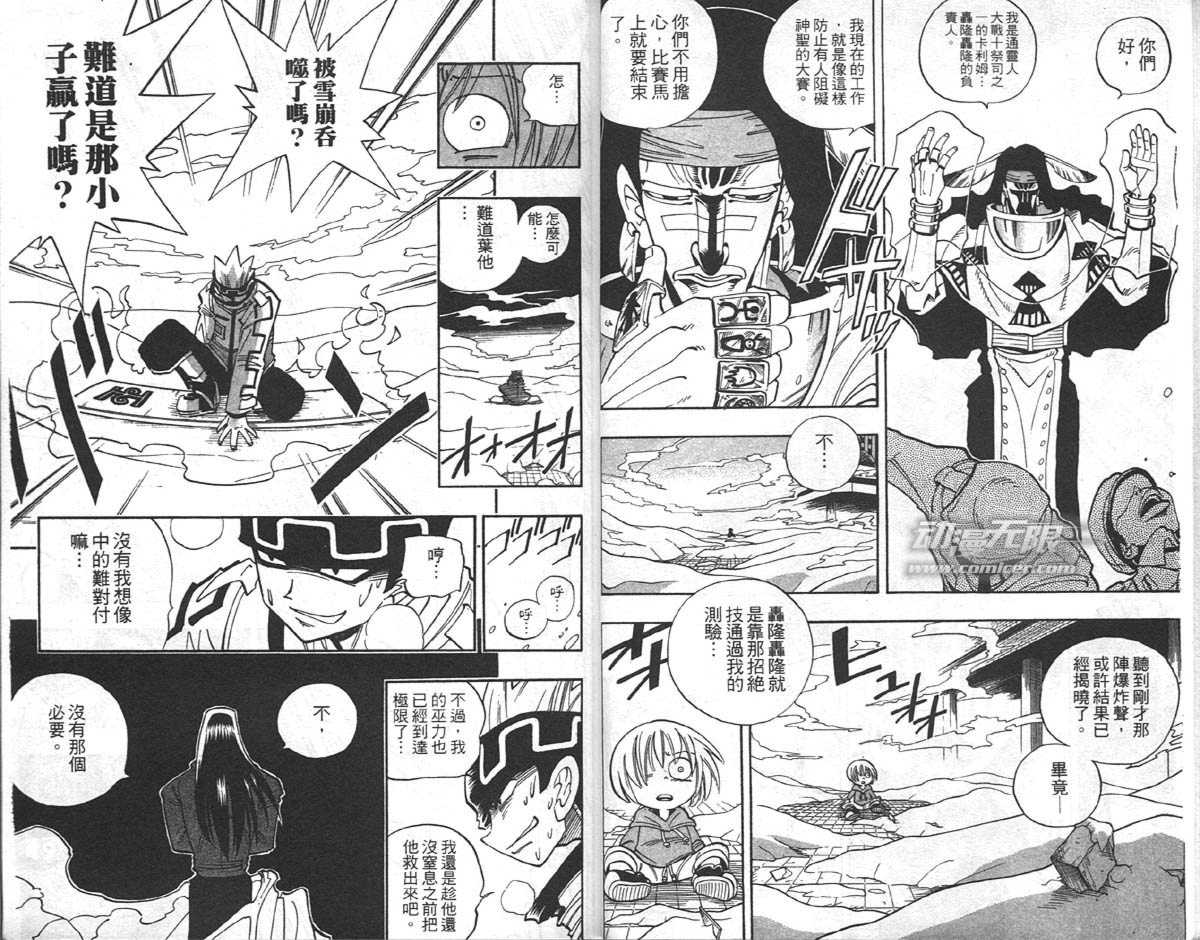 你們
好，
我是通靈人
大戰十祭司之
一的卡利姆…
轟隆轟隆的負
責人。
我現在的工作
，就是像這樣
防止有人阻礙
神聖的大賽。
你們不用擔
心，比賽馬
上就要結束
了。
不…
聽到剛才那
陣爆炸聲，
或許結果已
經揭曉了。
畢竟—
轟隆轟隆就
是靠那招絕
技通過我的
測驗…
怎…
怎麼可
能…
難道葉他
…
被雪崩吞
噬了嗎？
難道是那小
子贏了嗎？
呼…
呼…
哼…
沒有我想像
中的難對付
嘛…
不過，我
的巫力也
已經到達
極限了…
我還是趁他還
沒窒息之前把
他救出來吧。
不，
沒有那個
必要。
动漫无限
www.comicer.com